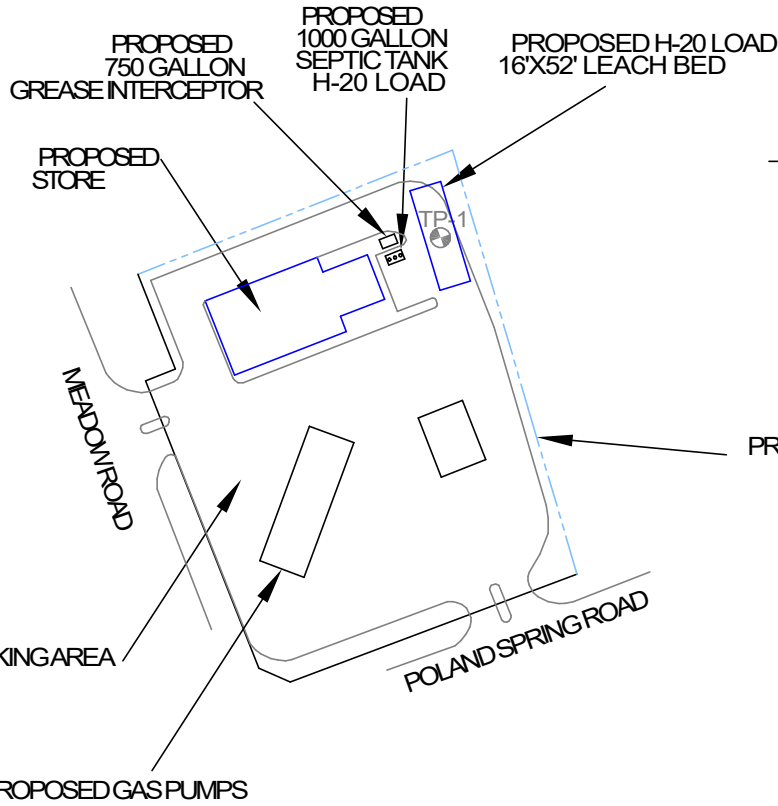 PROPOSED
1000 GALLON
SEPTIC TANK
H-20 LOAD
PROPOSED
750 GALLON
GREASE INTERCEPTOR
PROPOSED H-20 LOAD
16'X52' LEACH BED
PROPOSED
STORE
TP-1
MEADOW ROAD
PR
KING AREA
POLAND SPRING ROAD
ROPOSED GAS PUMPS